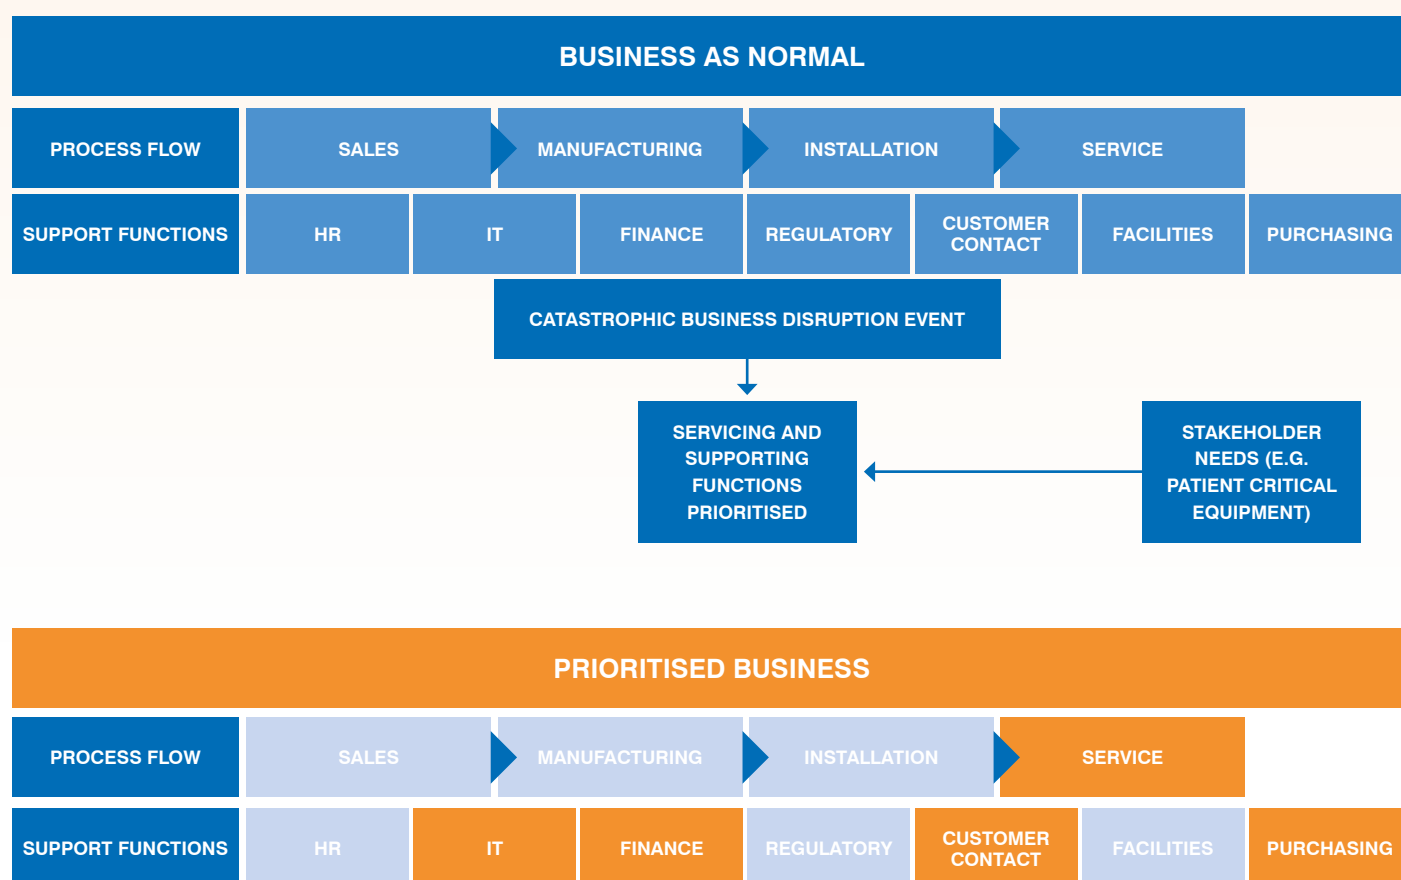 BUSINESS AS NORMAL
PROCESS FLOW SALES MANUFACTURING INSTALLATION SERVICE
SUPPORT FUNCTIONS HR IT FINANCE REGULATORY CUSTOMER CONTACT FACILITIES PURCHASING
CATASTROPHIC BUSINESS DISRUPTION EVENT
SERVICING AND
SUPPORTING
FUNCTIONS
PRIORITISED
STAKEHOLDER
NEEDS (E.G.
PATIENT CRITICAL
EQUIPMENT)
PRIORITISED BUSINESS
PROCESS FLOW SALES MANUFACTURING INSTALLATION SERVICE
SUPPORT FUNCTIONS HR IT FINANCE REGULATORY CUSTOMER CONTACT FACILITIES PURCHASING